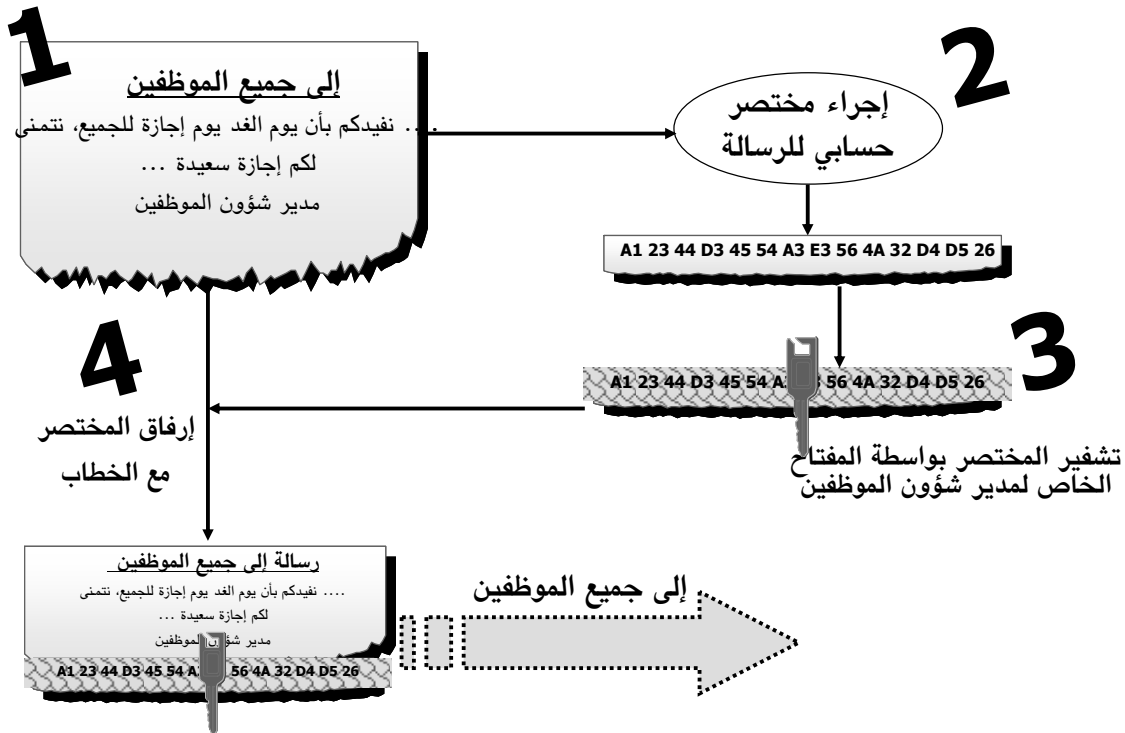 1
إلى جميع الموظفين
.... نفيدكم بأن يوم الغد يوم إجازة للجميع، نتمنى
لكم إجازة سعيدة ...
مدير شؤون الموظفين
2
إجراء مختصر
حسابي للرسالة
A1 23 44 D3 45 54 A3 E3 56 4A 32 D4 D5 26
3
A1 23 44 D3 45 54 56 4A 32 D4 D5 26
تشفير المختصر بواسطة المفتاح
الخاص لمدير شؤون الموظفين
4
إرفاق المختصر
مع الخطاب
رسالة إلى جميع الموظفين
.... نفيدكم بأن يوم الغد يوم إجازة للجميع، نتمنى
لكم إجازة سعيدة ...
مدير شؤون الموظفين
A1 23 44 D3 45 54 56 4A 32 D4 D5 26
إلى جميع الموظفين